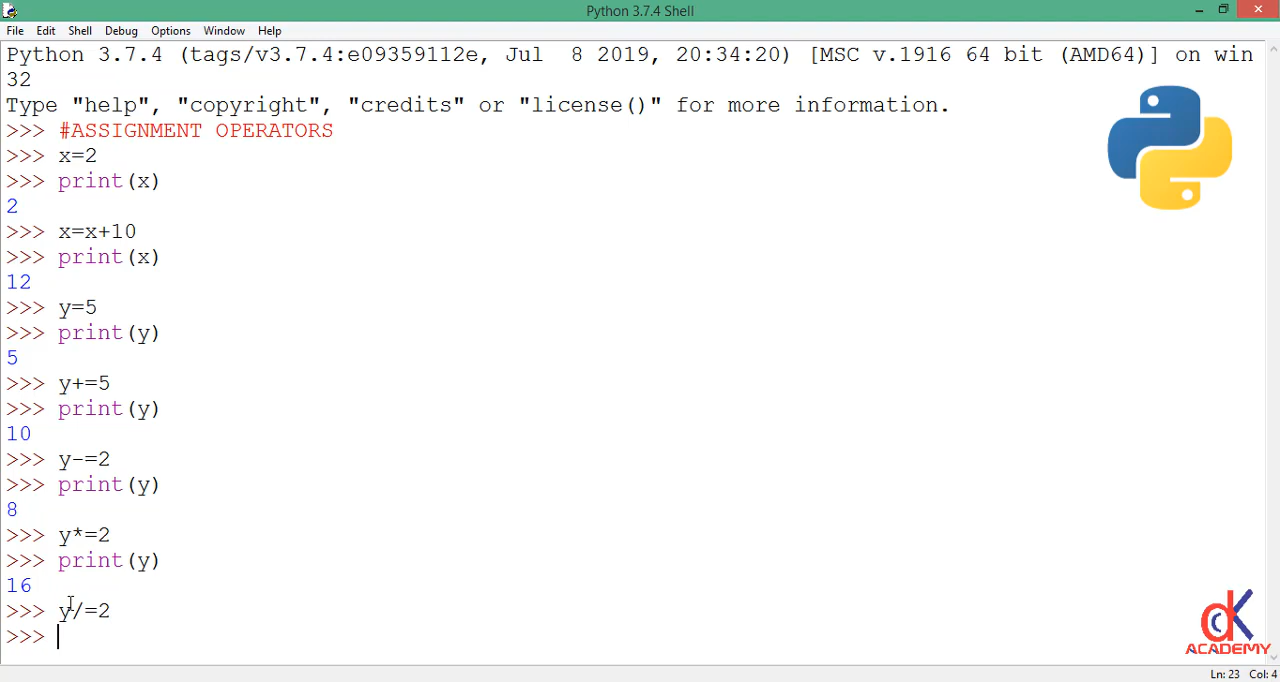 Python 3.7.4 Shell
File Edit Shell Debug Options Window Help
Python 3.7.4 (tags/v3.7.4:e09359112e, Jul  8 2019, 20:34:20) [MSC v.1916 64 bit (AMD64)] on win
32
Type "help", "copyright", "credits" or "license()" for more information.
>>> #ASSIGNMENT OPERATORS
>>> x=2
>>> print(x)
2
>>> x=x+10
>>> print(x)
12
>>> y=5
>>> print(y)
5
>>> y+=5
>>> print(y)
10
>>> y-=2
>>> print(y)
8
>>> y*=2
>>> print(y)
16
>>> y/=2
>>>
dK
ACADEMY
Ln: 23 Col: 4